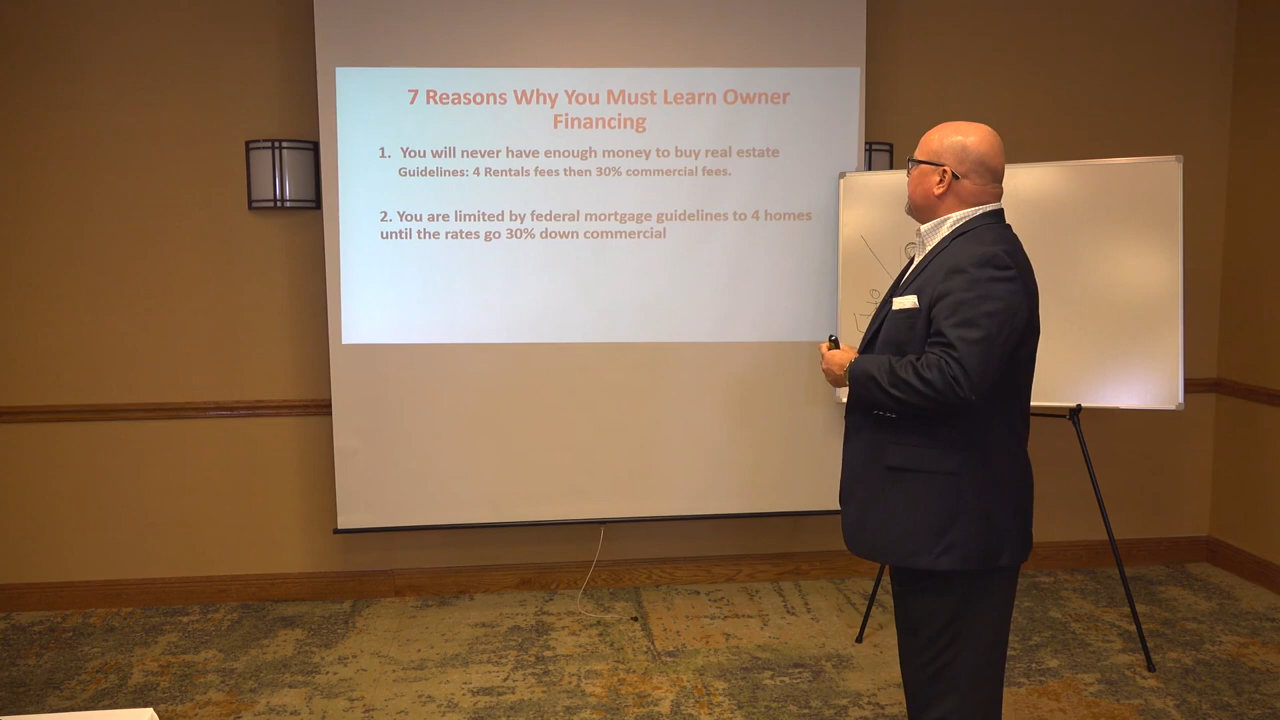 7 Reasons Why You Must Learn Owner
Financing
1. You will never have enough money to buy real estate
Guidelines: 4 Rentals fees then 30% commercial fees.
2. You are limited by federal mortgage guidelines to 4 homes
until the rates go 30% down commercial